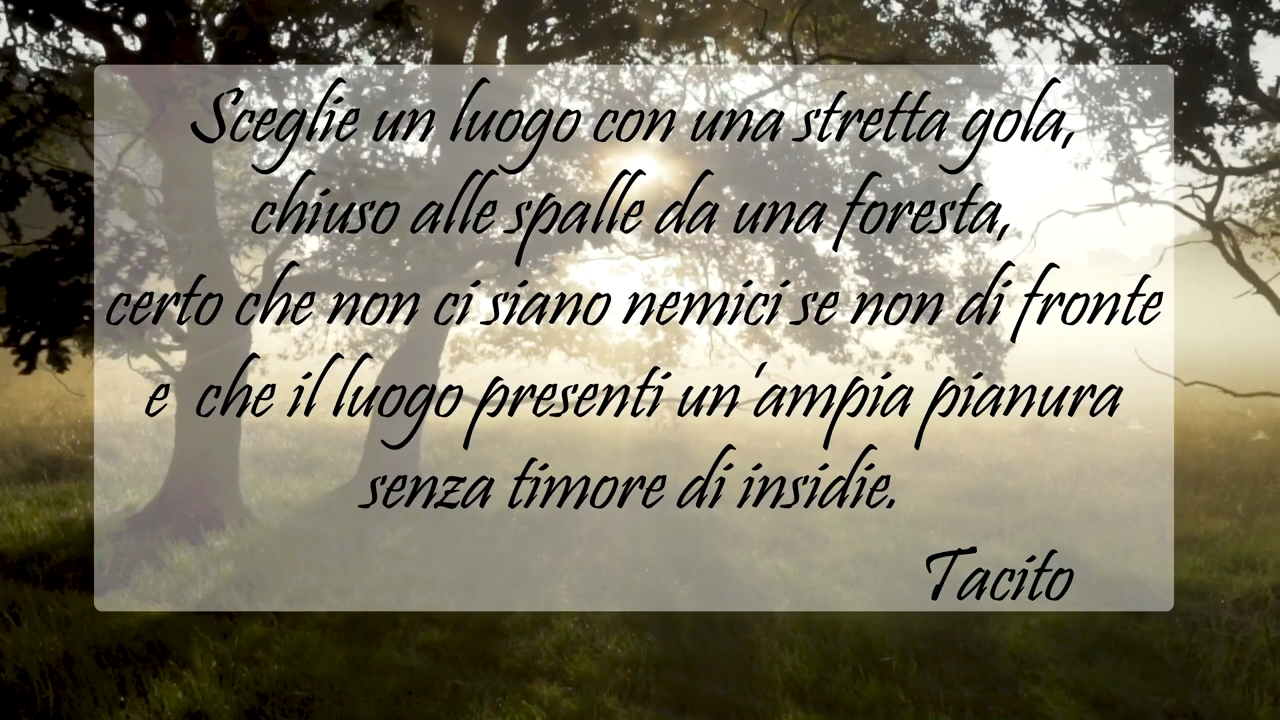 Sceglie un luogo con una stretta gola,
chiuso alle spalle da una foresta,
certo che non ci siano nemici se non di fronte
e che il luogo presenti un'ampia pianura
senza timore di insidie.
Tacito